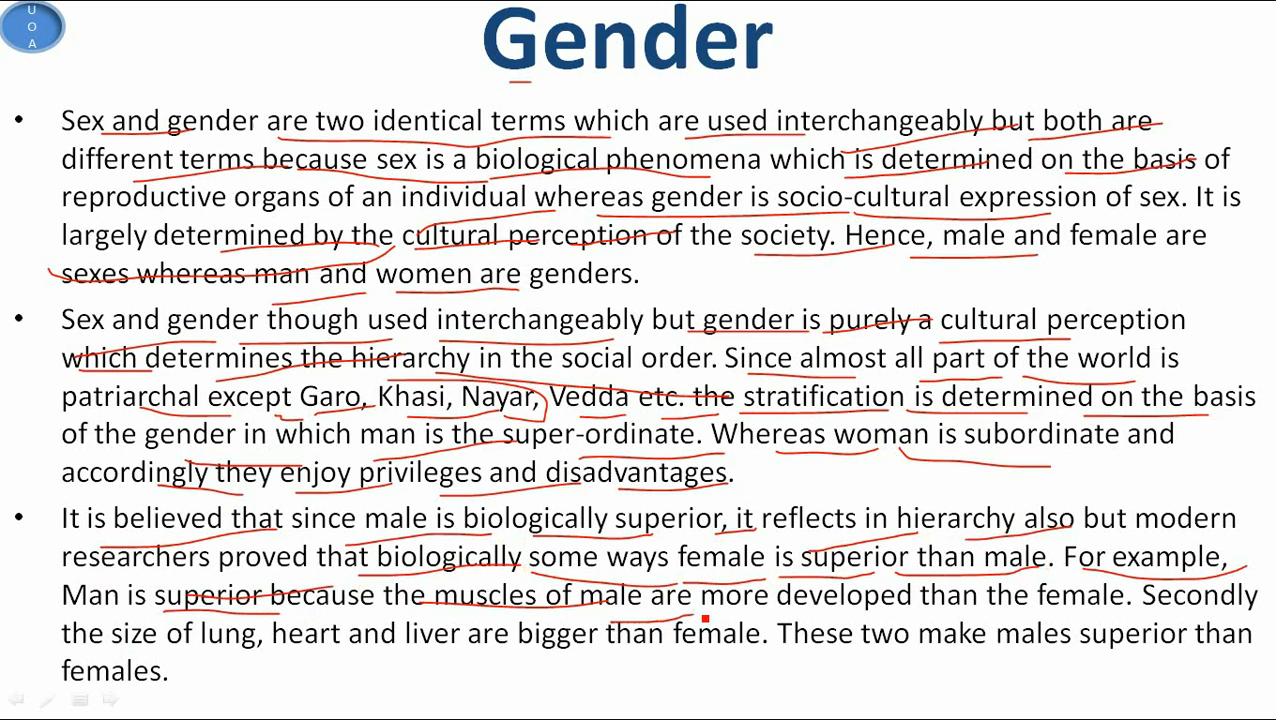 U
O
A
Gender
• Sex and gender are two identical terms which are used interchangeably but both are
different terms because sex is a biological phenomena which is determined on the basis of
reproductive organs of an individual whereas gender is socio-cultural expression of sex. It is
largely determined by the cultural perception of the society. Hence, male and female are
sexes whereas man and women are genders.
• Sex and gender though used interchangeably but gender is purely a cultural perception
which determines the hierarchy in the social order. Since almost all part of the world is
patriarchal except Garo, Khasi, Nayar, Vedda etc. the stratification is determined on the basis
of the gender in which man is the super-ordinate. Whereas woman is subordinate and
accordingly they enjoy privileges and disadvantages.
• It is believed that since male is biologically superior, it reflects in hierarchy also but modern
researchers proved that biologically some ways female is superior than male. For example,
Man is superior because the muscles of male are more developed than the female. Secondly
the size of lung, heart and liver are bigger than female. These two make males superior than
females.